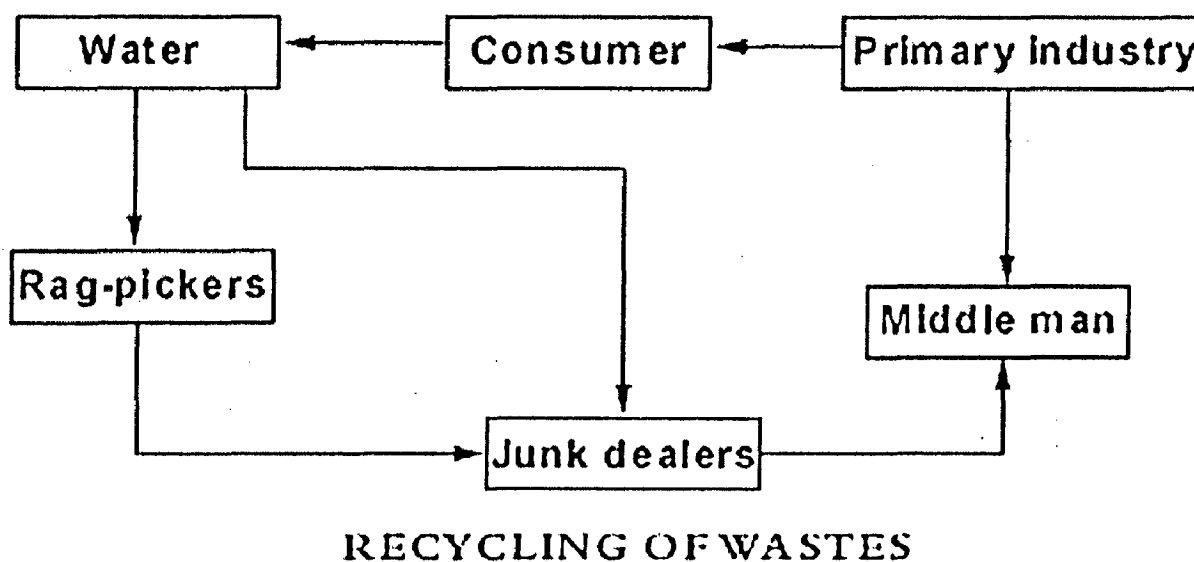 Water
Consumer
Primary industry
Rag-pickers
Middle man
Junk dealers
RECYCLING OF WASTES